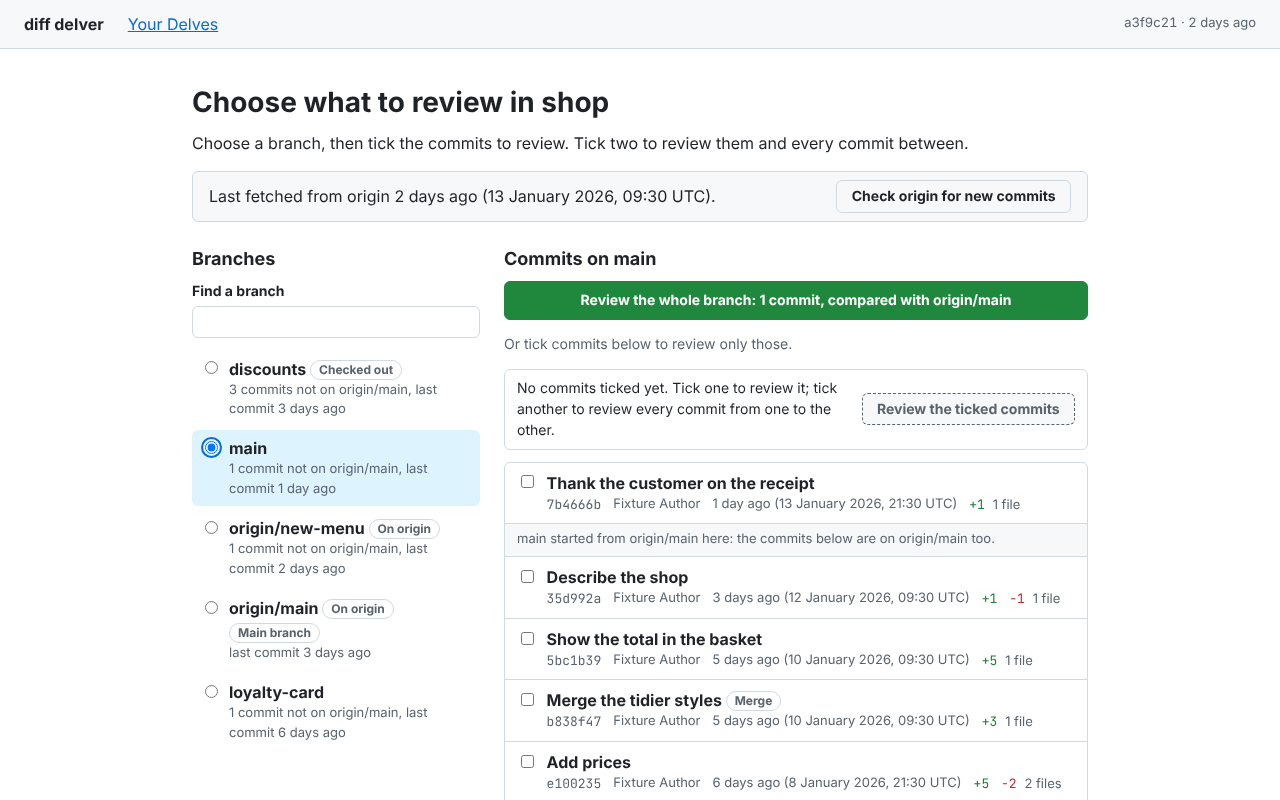 diff delver
Your Delves
a3f9c21 · 2 days ago
Choose what to review in shop
Choose a branch, then tick the commits to review. Tick two to review them and every commit between.
Last fetched from origin 2 days ago (13 January 2026, 09:30 UTC).
Check origin for new commits
Branches
Find a branch
discounts Checked out
3 commits not on origin/main, last
commit 3 days ago
main
1 commit not on origin/main, last
commit 1 day ago
origin/new-menu On origin
1 commit not on origin/main, last
commit 2 days ago
origin/main On origin
Main branch
last commit 3 days ago
loyalty-card
1 commit not on origin/main, last
commit 6 days ago
Commits on main
Review the whole branch: 1 commit, compared with origin/main
Or tick commits below to review only those.
No commits ticked yet. Tick one to review it; tick
another to review every commit from one to the
other.
Review the ticked commits
Thank the customer on the receipt
7b4666b Fixture Author 1 day ago (13 January 2026, 21:30 UTC) +1 1 file
main started from origin/main here: the commits below are on origin/main too.
Describe the shop
35d992a Fixture Author 3 days ago (12 January 2026, 09:30 UTC) +1 -1 1 file
Show the total in the basket
5bc1b39 Fixture Author 5 days ago (10 January 2026, 09:30 UTC) +5 1 file
Merge the tidier styles Merge
b838f47 Fixture Author 5 days ago (10 January 2026, 09:30 UTC) +3 1 file
Add prices
e100235 Fixture Author 6 days ago (8 January 2026, 21:30 UTC) +5 -2 2 files